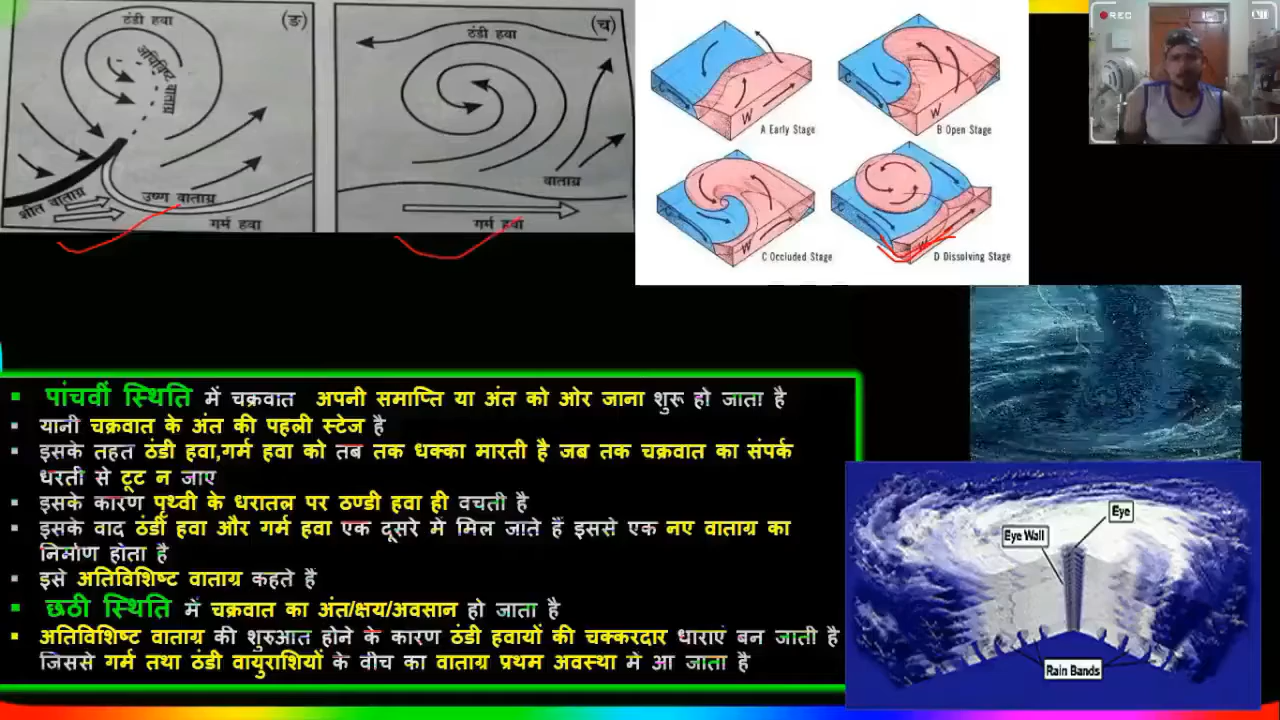 ठंडी हवा
(ङ)
अविशिष्ट वाताग्र
शीत वाताग्र
उष्ण वाताग्र
गर्म हवा
ठंडी हवा
(च)
वाताग्र
गर्म हवा
C
W
A Early Stage
C
W
B Open Stage
W
C Occluded Stage
W
D Dissolving Stage
REC
पांचवीं स्थिति में चक्रवात अपनी समाप्ति या अंत को ओर जाना शुरू हो जाता है
यानी चक्रवात के अंत की पहली स्टेज है
इसके तहत ठंडी हवा,गर्म हवा को तब तक धक्का मारती है जब तक चक्रवात का संपर्क
धरती से टूट न जाए
इसके कारण पृथ्वी के धरातल पर ठण्डी हवा ही वचती है
इसके वाद ठंडी हवा और गर्म हवा एक दूसरे में मिल जाते हैं इससे एक नए वाताग्र का
निर्माण होता है
इसे अतिविशिष्ट वाताग्र कहते हैं
छठी स्थिति में चक्रवात का अंत/क्षय/अवसान हो जाता है
अतिविशिष्ट वाताग्र की शुरुआत होने के कारण ठंडी हवायों की चक्करदार धाराएं बन जाती है
जिससे गर्म तथा ठंडी वायुराशियों के वीच का वाताग्र प्रथम अवस्था में आ जाता है
Eye
Eye Wall
Rain Bands